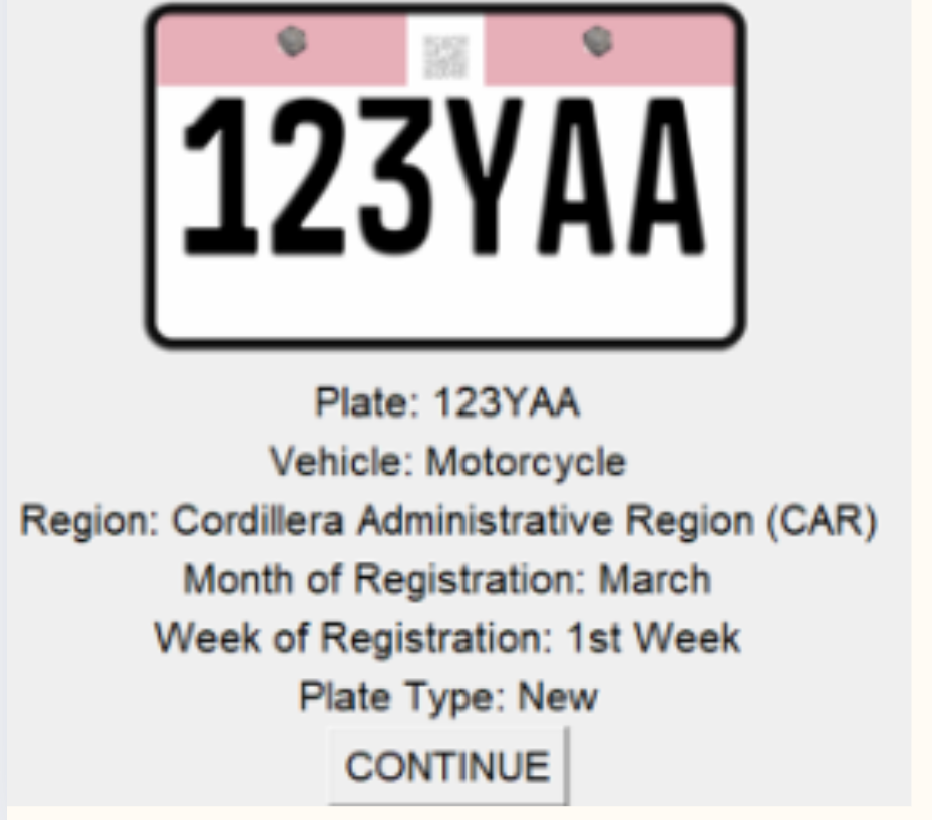 123YAA
Plate: 123YAA
Vehicle: Motorcycle
Region: Cordillera Administrative Region (CAR)
Month of Registration: March
Week of Registration: 1st Week
Plate Type: New
CONTINUE